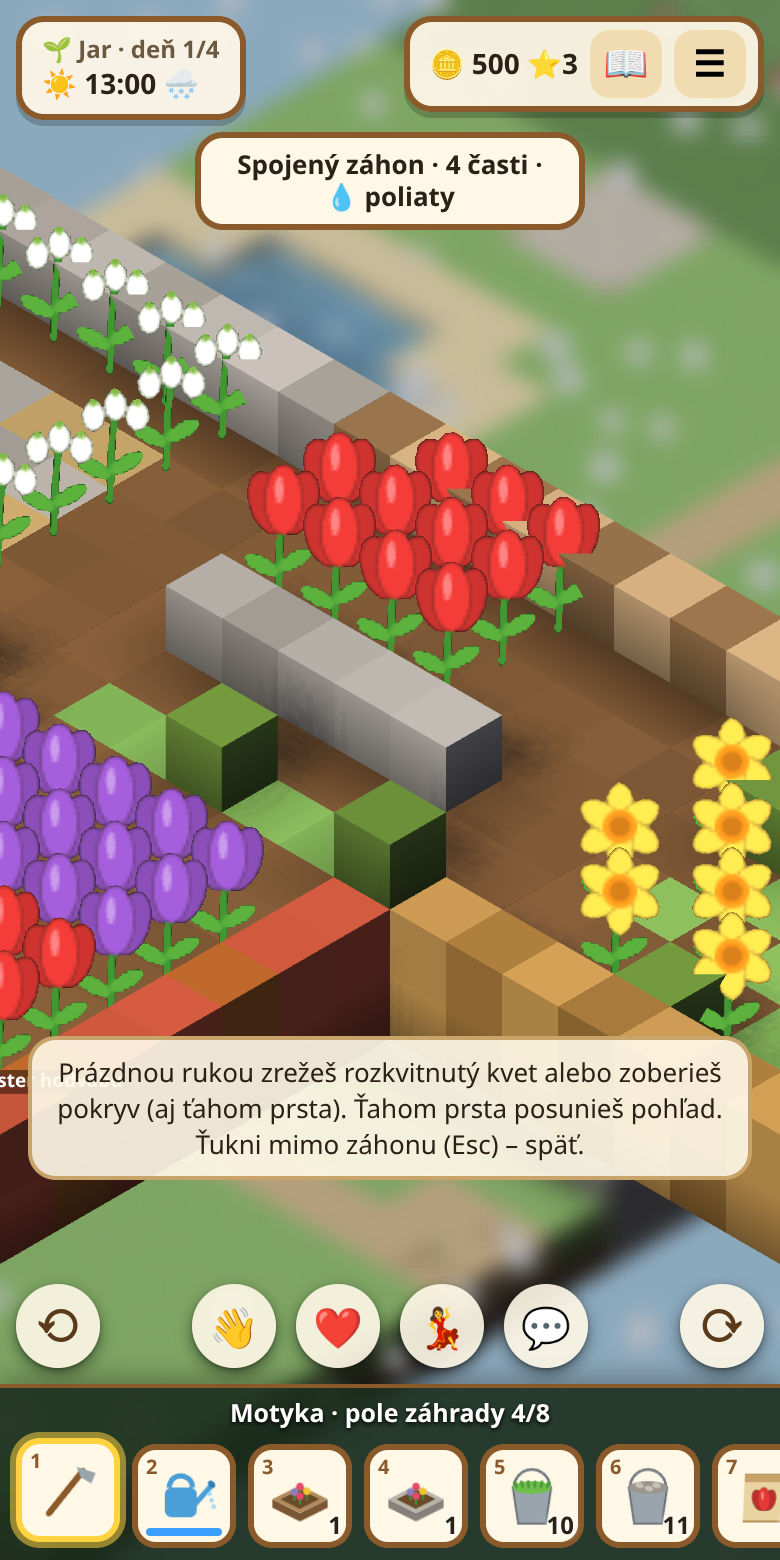 🌱 Jar · deň 1/4
☀️ 13:00 🌨️
🪙 500 ⭐3
Spojený záhon · 4 časti ·
💧 poliaty
Prázdnou rukou zrežeš rozkvitnutý kvet alebo zoberieš
pokryv (aj ťahom prsta). Ťahom prsta posunieš pohľad.
Ťukni mimo záhonu (Esc) – späť.
Motyka · pole záhrady 4/8
1
2
3
1
4
1
5
10
6
11
7